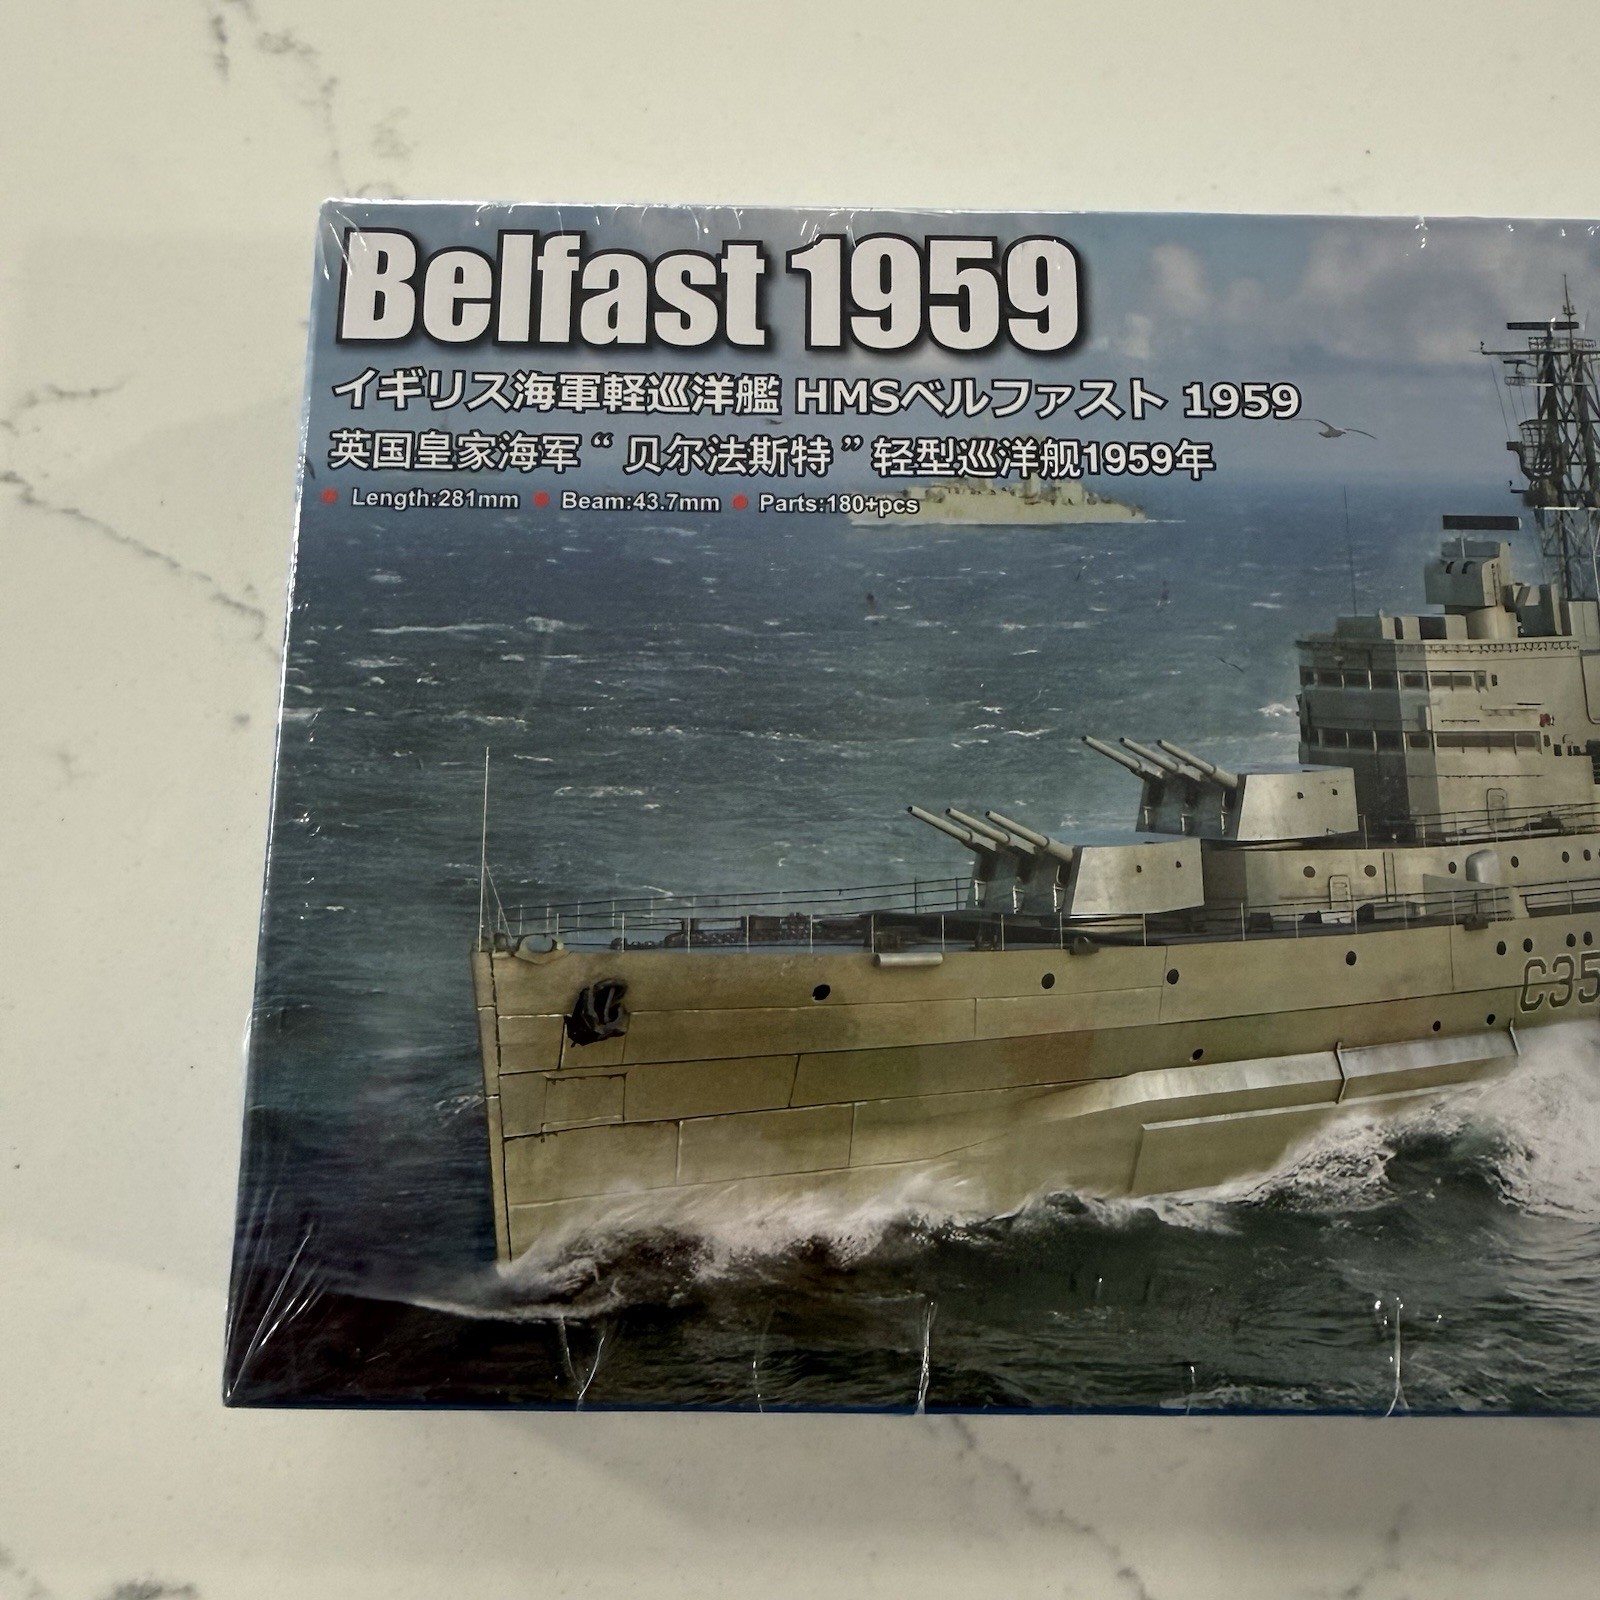 Belfast 1959
イギリス海軍軽巡洋艦 HMSベルファスト 1959
英国皇家海军“贝尔法斯特”轻型巡洋舰1959年
Length:281mm Beam:43.7mm Parts:180+pcs
C35